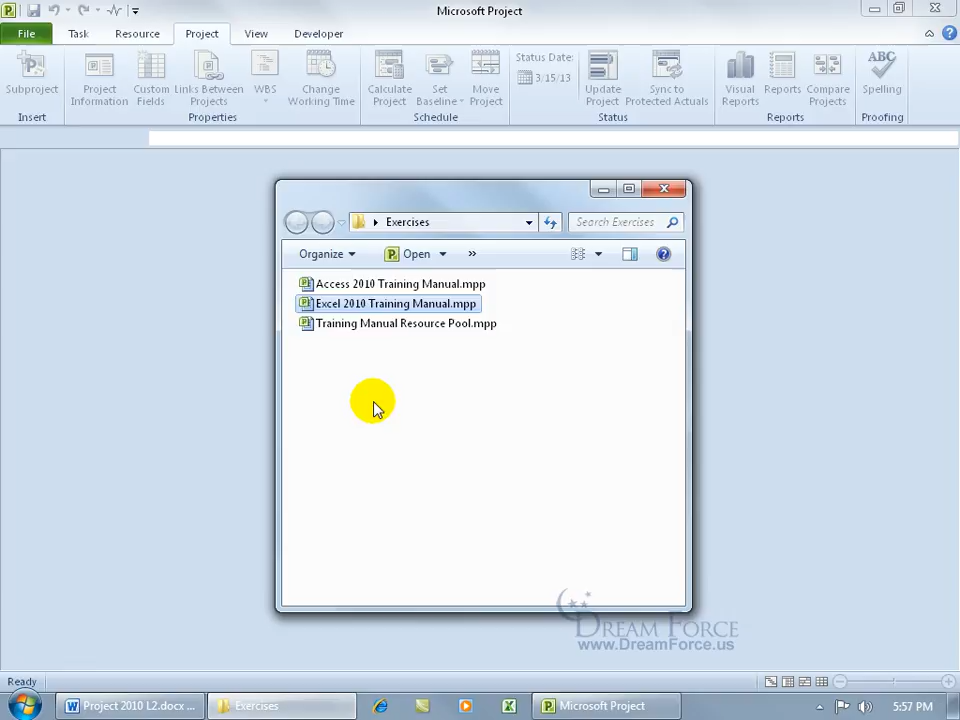 Microsoft Project
File Task Resource Project View Developer
Subproject
Project Information
Custom Fields
Links Between Projects
WBS
Change Working Time
Calculate Project
Set Baseline
Move Project
Status Date:
3/15/13
Update Project
Sync to Protected Actuals
Visual Reports
Reports
Compare Projects
ABC
Spelling
Insert Properties Schedule Status Reports Proofing
Exercises Search Exercises
Organize Open »
Access 2010 Training Manual.mpp
Excel 2010 Training Manual.mpp
Training Manual Resource Pool.mpp
DREAM FORCE
www.DreamForce.us
Ready
Project 2010 L2.docx ... Exercises Microsoft Project 5:57 PM